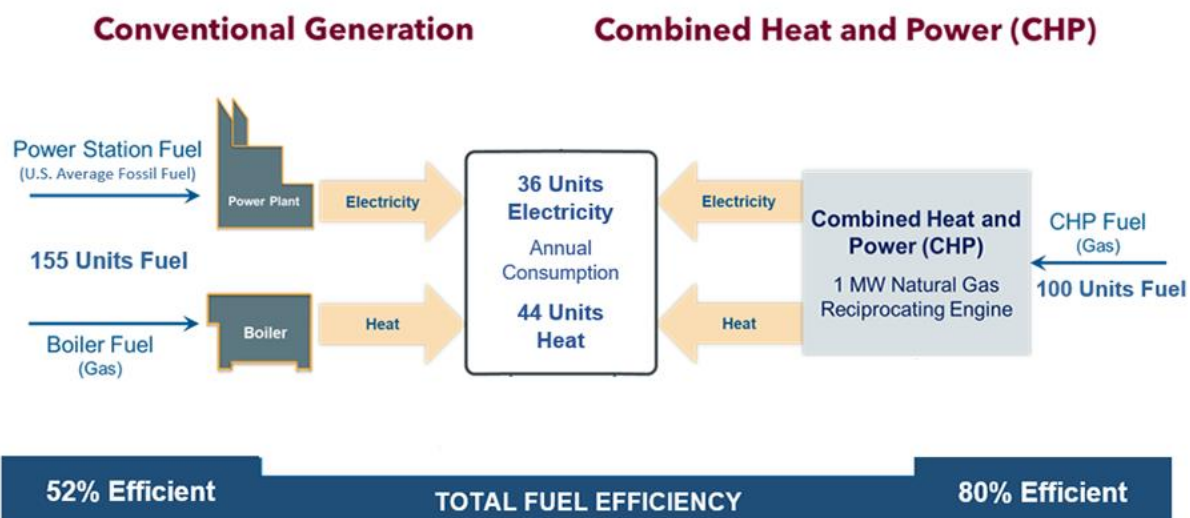 Conventional Generation
Combined Heat and Power (CHP)
Power Station Fuel
(U.S. Average Fossil Fuel)
Power Plant
Electricity
155 Units Fuel
Boiler Fuel
(Gas)
Boiler
Heat
36 Units
Electricity
Annual
Consumption
44 Units
Heat
Electricity
Heat
Combined Heat and
Power (CHP)
1 MW Natural Gas
Reciprocating Engine
CHP Fuel
(Gas)
100 Units Fuel
52% Efficient
TOTAL FUEL EFFICIENCY
80% Efficient